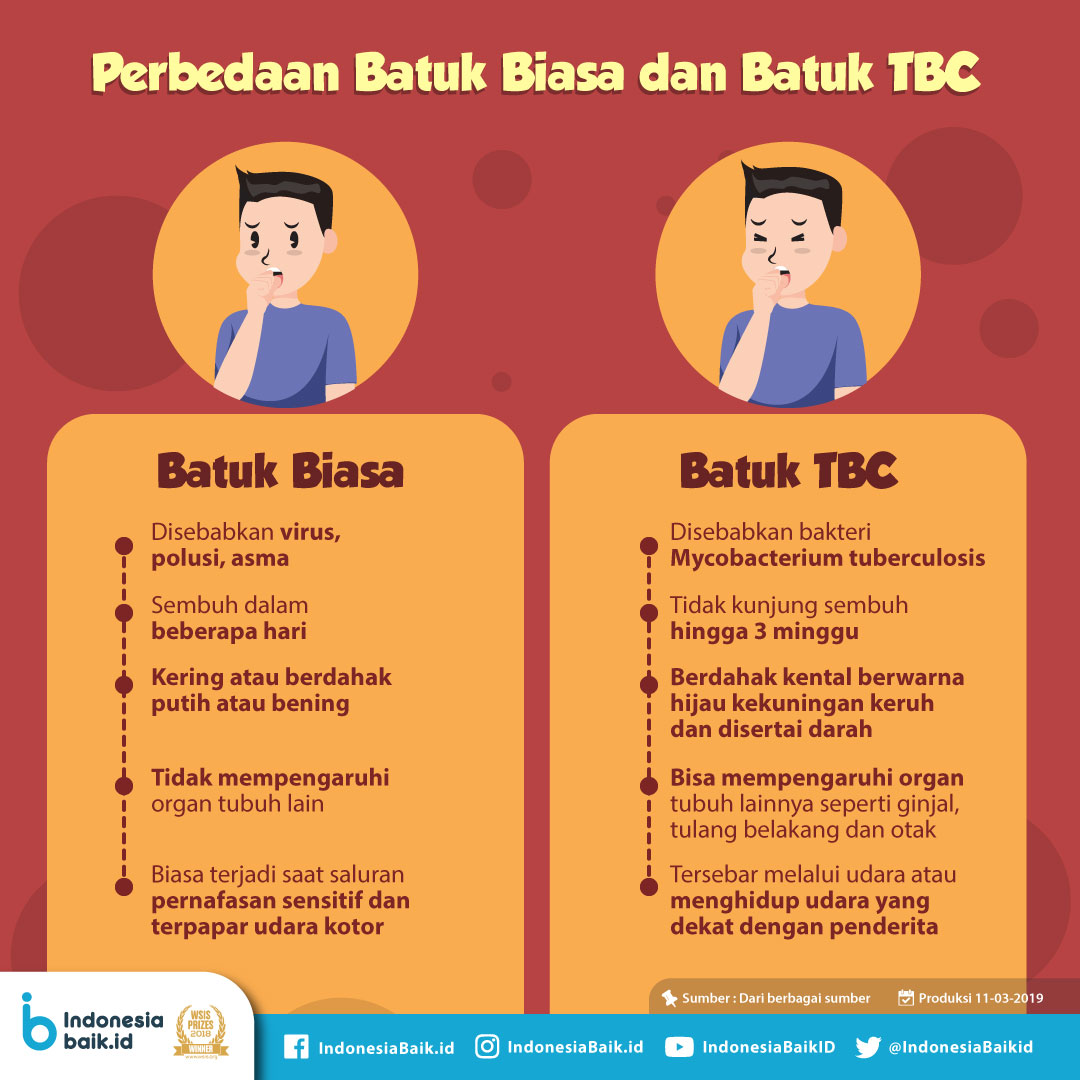 Perbedaan Batuk Biasa dan Batuk TBC
Batuk Biasa
Disebabkan virus,
polusi, asma
Sembuh dalam
beberapa hari
Kering atau berdahak
putih atau bening
Tidak mempengaruhi
organ tubuh lain
Biasa terjadi saat saluran
pernafasan sensitif dan
terpapar udara kotor
Batuk TBC
Disebabkan bakteri
Mycobacterium tuberculosis
Tidak kunjung sembuh
hingga 3 minggu
Berdahak kental berwarna
hijau kekuningan keruh
dan disertai darah
Bisa mempengaruhi organ
tubuh lainnya seperti ginjal,
tulang belakang dan otak
Tersebar melalui udara atau
menghidup udara yang
dekat dengan penderita
Sumber : Dari berbagai sumber
Produksi 11-03-2019
Indonesia
baik.id
WSIS
PRIZES
2018
WINNER
www.wsis.org
IndonesiaBaik.id
IndonesiaBaik.id
IndonesiaBaikID
@IndonesiaBaikid